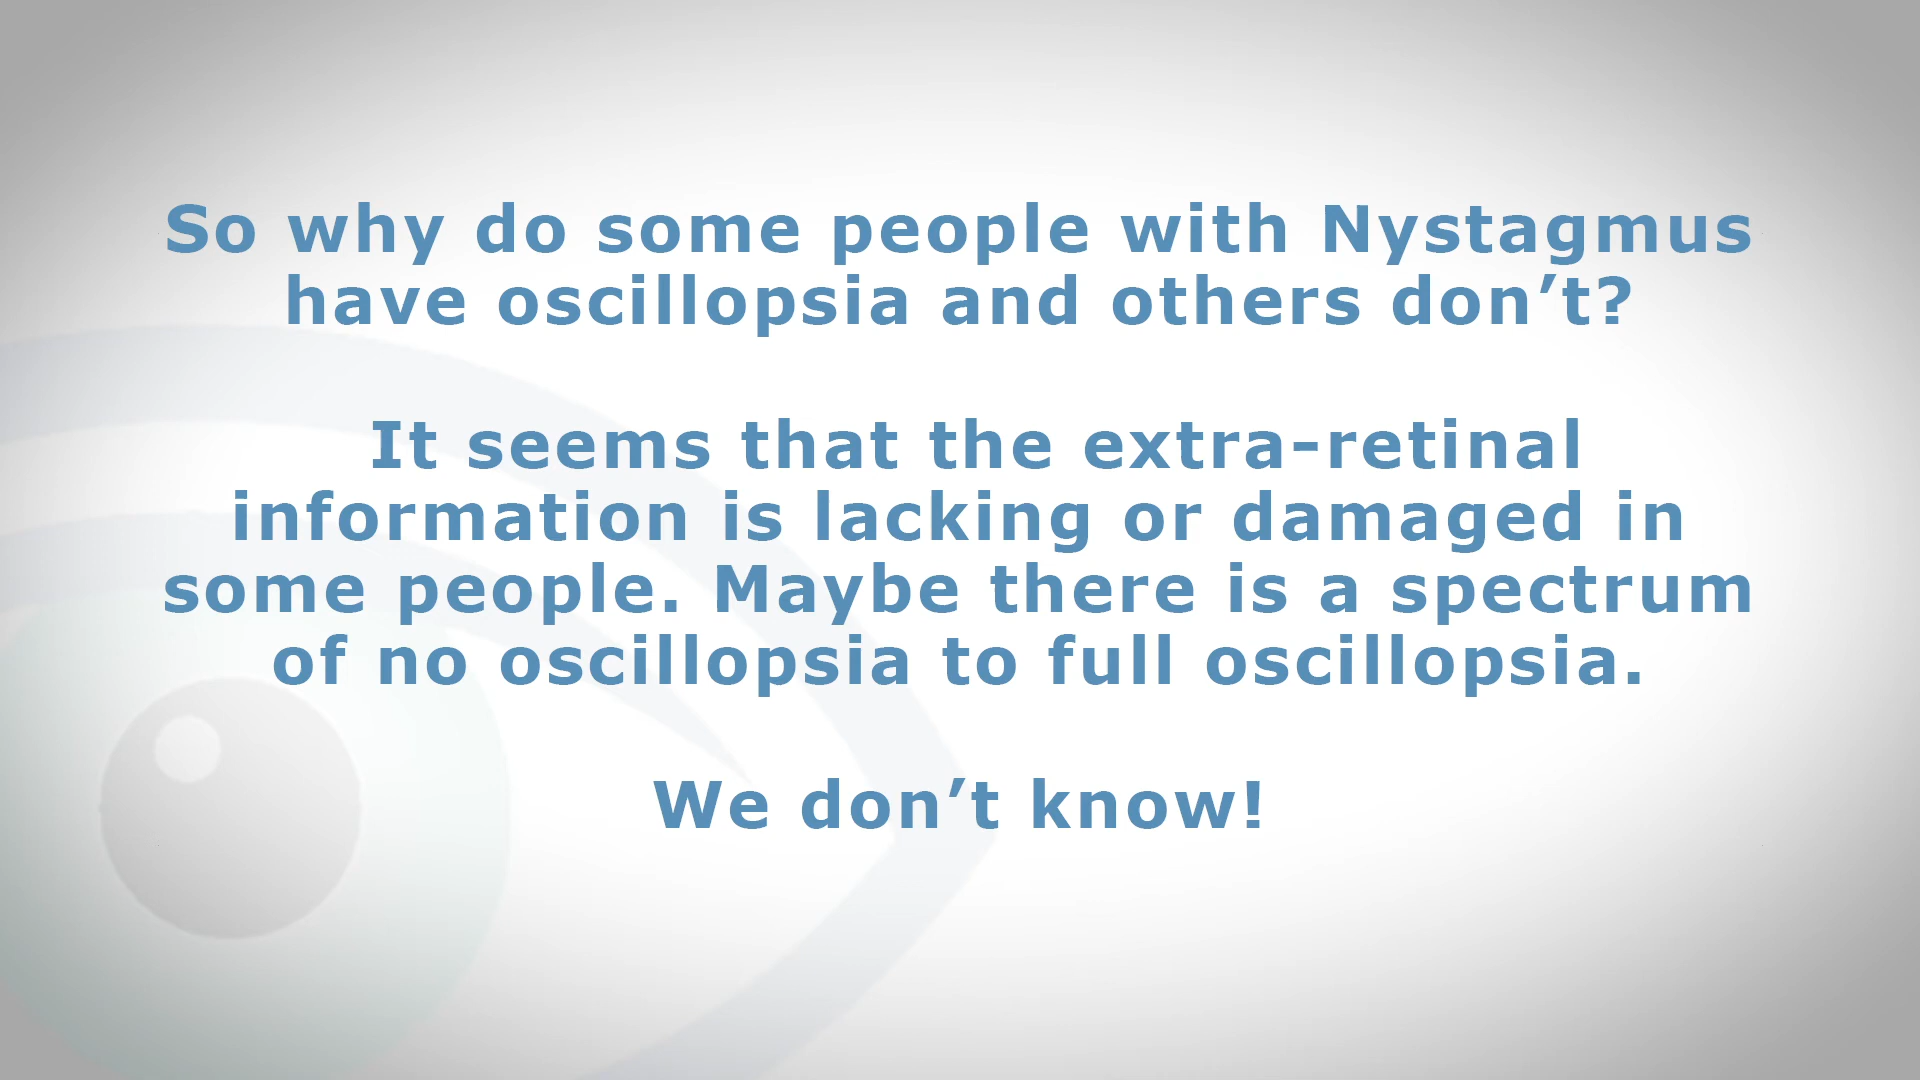 So why do some people with Nystagmus
have oscillopsia and others don’t?
It seems that the extra-retinal
information is lacking or damaged in
some people. Maybe there is a spectrum
of no oscillopsia to full oscillopsia.
We don’t know!